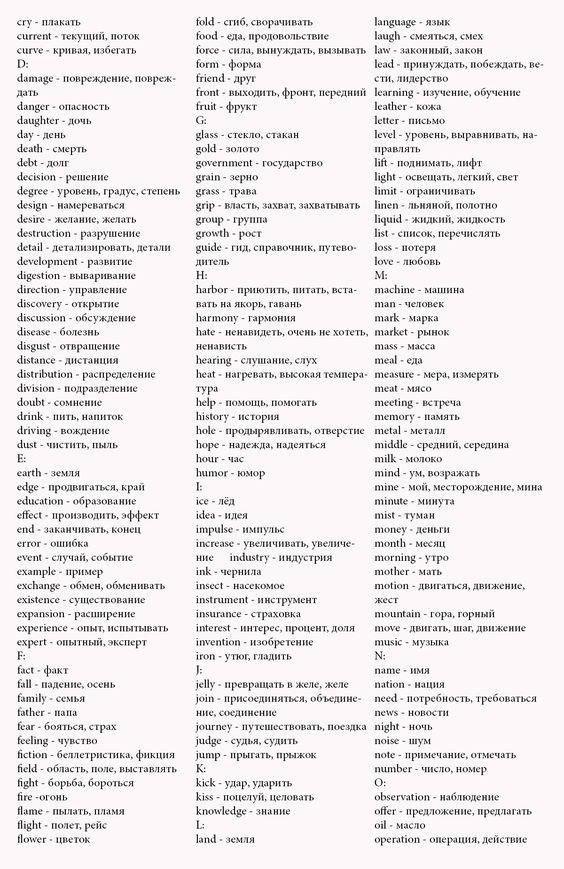 cry - плакать
current - текущий, поток
curve - кривая, избегать
D:
damage - повреждение, повреж-
дать
danger - опасность
daughter - дочь
day - день
death - смерть
debt - долг
decision - решение
degree - уровень, градус, степень
design - намереваться
desire - желание, желать
destruction - разрушение
detail - детализировать, детали
development - развитие
digestion - вываривание
direction - управление
discovery - открытие
discussion - обсуждение
disease - болезнь
disgust - отвращение
distance - дистанция
distribution - распределение
division - подразделение
doubt - сомнение
drink - пить, напиток
driving - вождение
dust - чистить, пыль
E:
earth - земля
edge - продвигаться, край
education - образование
effect - производить, эффект
end - заканчивать, конец
error - ошибка
event - случай, событие
example - пример
exchange - обмен, обменивать
existence - существование
expansion - расширение
experience - опыт, испытывать
expert - опытный, эксперт
F:
fact - факт
fall - падение, осень
family - семья
father - папа
fear - бояться, страх
feeling - чувство
fiction - беллетристика, фикция
field - область, поле, выставлять
fight - борьба, бороться
fire -огонь
flame - пылать, пламя
flight - полет, рейс
flower - цветок
fold - сгиб, сворачивать
food - еда, продовольствие
force - сила, вынуждать, вызывать
form - форма
friend - друг
front - выходить, фронт, передний
fruit - фрукт
G:
glass - стекло, стакан
gold - золото
government - государство
grain - зерно
grass - трава
grip - власть, захват, захватывать
group - группа
growth - рост
guide - гид, справочник, путево-
дитель
H:
harbor - приютить, питать, вста-
вать на якорь, гавань
harmony - гармония
hate - ненавидеть, очень не хотеть,
ненависть
hearing - слушание, слух
heat - нагревать, высокая темпера-
тура
help - помощь, помогать
history - история
hole - продырявливать, отверстие
hope - надежда, надеяться
hour - час
humor - юмор
I:
ice - лёд
idea - идея
impulse - импульс
increase - увеличивать, увеличе-
ние industry - индустрия
ink - чернила
insect - насекомое
instrument - инструмент
insurance - страховка
interest - интерес, процент, доля
invention - изобретение
iron - утюг, гладить
J:
jelly - превращать в желе, желе
join - присоединяться, объедине-
ние, соединение
journey - путешествовать, поездка
judge - судья, судить
jump - прыгать, прыжок
K:
kick - удар, ударить
kiss - поцелуй, целовать
knowledge - знание
L:
land - земля
language - язык
laugh - смеяться, смех
law - законный, закон
lead - принуждать, побеждать, ве-
сти, лидерство
learning - изучение, обучение
leather - кожа
letter - письмо
level - уровень, выравнивать, на-
правлять
lift - поднимать, лифт
light - освещать, легкий, свет
limit - ограничивать
linen - льняной, полотно
liquid - жидкий, жидкость
list - список, перечислять
loss - потеря
love - любовь
M:
machine - машина
man - человек
mark - марка
market - рынок
mass - масса
meal - еда
measure - мера, измерять
meat - мясо
meeting - встреча
memory - память
metal - металл
middle - средний, середина
milk - молоко
mind - ум, возражать
mine - мой, месторождение, мина
minute - минута
mist - туман
money - деньги
month - месяц
morning - утро
mother - мать
motion - двигаться, движение,
жест
mountain - гора, горный
move - двигать, шаг, движение
music - музыка
N:
name - имя
nation - нация
need - потребность, требоваться
news - новости
night - ночь
noise - шум
note - примечание, отмечать
number - число, номер
O:
observation - наблюдение
offer - предложение, предлагать
oil - масло
operation - операция, действие